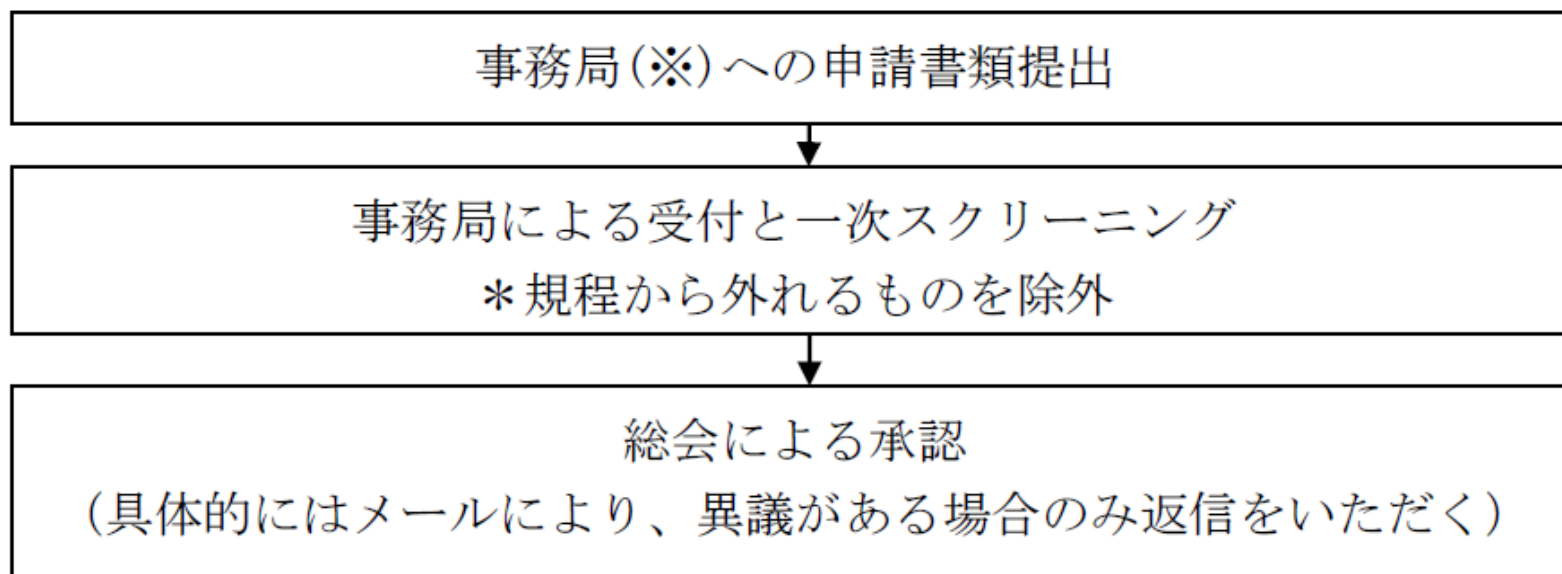 事務局(※)への申請書類提出
事務局による受付と一次スクリーニング
＊規程から外れるものを除外
総会による承認
（具体的にはメールにより、異議がある場合のみ返信をいただく）